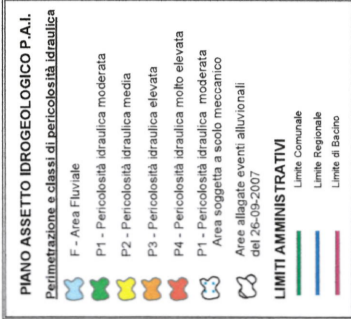 PIANO ASSETTO IDROGEOLOGICO P.A.I.
Perimetrazione e classi di pericolosità idraulica
F - Area Fluviale
P1 - Pericolosità idraulica moderata
P2 - Pericolosità idraulica media
P3 - Pericolosità idraulica elevata
P4 - Pericolosità idraulica molto elevata
P1 - Pericolosità idraulica moderata
Area soggetta a scolo meccanico
Aree allagate eventi alluvionali
del 26-09-2007
LIMITI AMMINISTRATIVI
Limite Comunale
Limite Regionale
Limite di Bacino